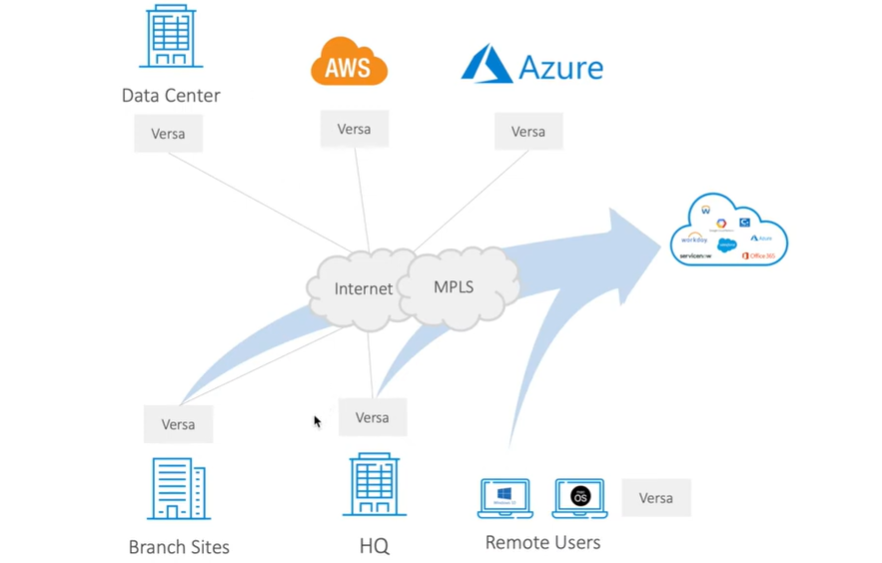 AWS
Azure
Data Center
Versa
Versa
Versa
workday
Azure
servicenow
Office 365
Internet
MPLS
Versa
Versa
Versa
OS
Branch Sites
HQ
Remote Users